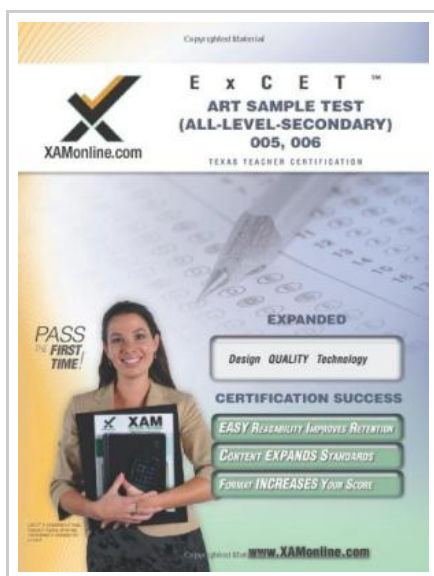 Copyrighted Material
E x C E T ™
ART SAMPLE TEST
(ALL-LEVEL-SECONDARY)
005, 006
TEXAS TEACHER CERTIFICATION
XAMonline.com
EXPANDED
Design QUALITY Technology
PASS
THE FIRST
TIME!
CERTIFICATION SUCCESS
XAM
EASY READABILITY IMPROVES RETENTION
CONTENT EXPANDS STANDARDS
FORMAT INCREASES YOUR SCORE
Copyrighted Material
www.XAMonline.com